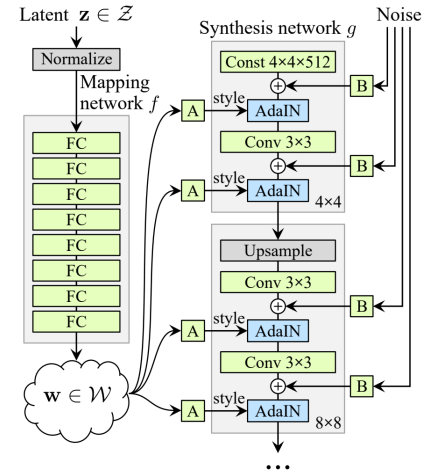 Latent z ∈ 𝒵
Normalize
Mapping
network f
FC
FC
FC
FC
FC
FC
FC
FC
w ∈ 𝒲
Synthesis network g
Noise
Const 4×4×512
B
A
style
AdaIN
Conv 3×3
B
A
style
AdaIN
4×4
Upsample
Conv 3×3
B
A
style
AdaIN
Conv 3×3
B
A
style
AdaIN
8×8
...